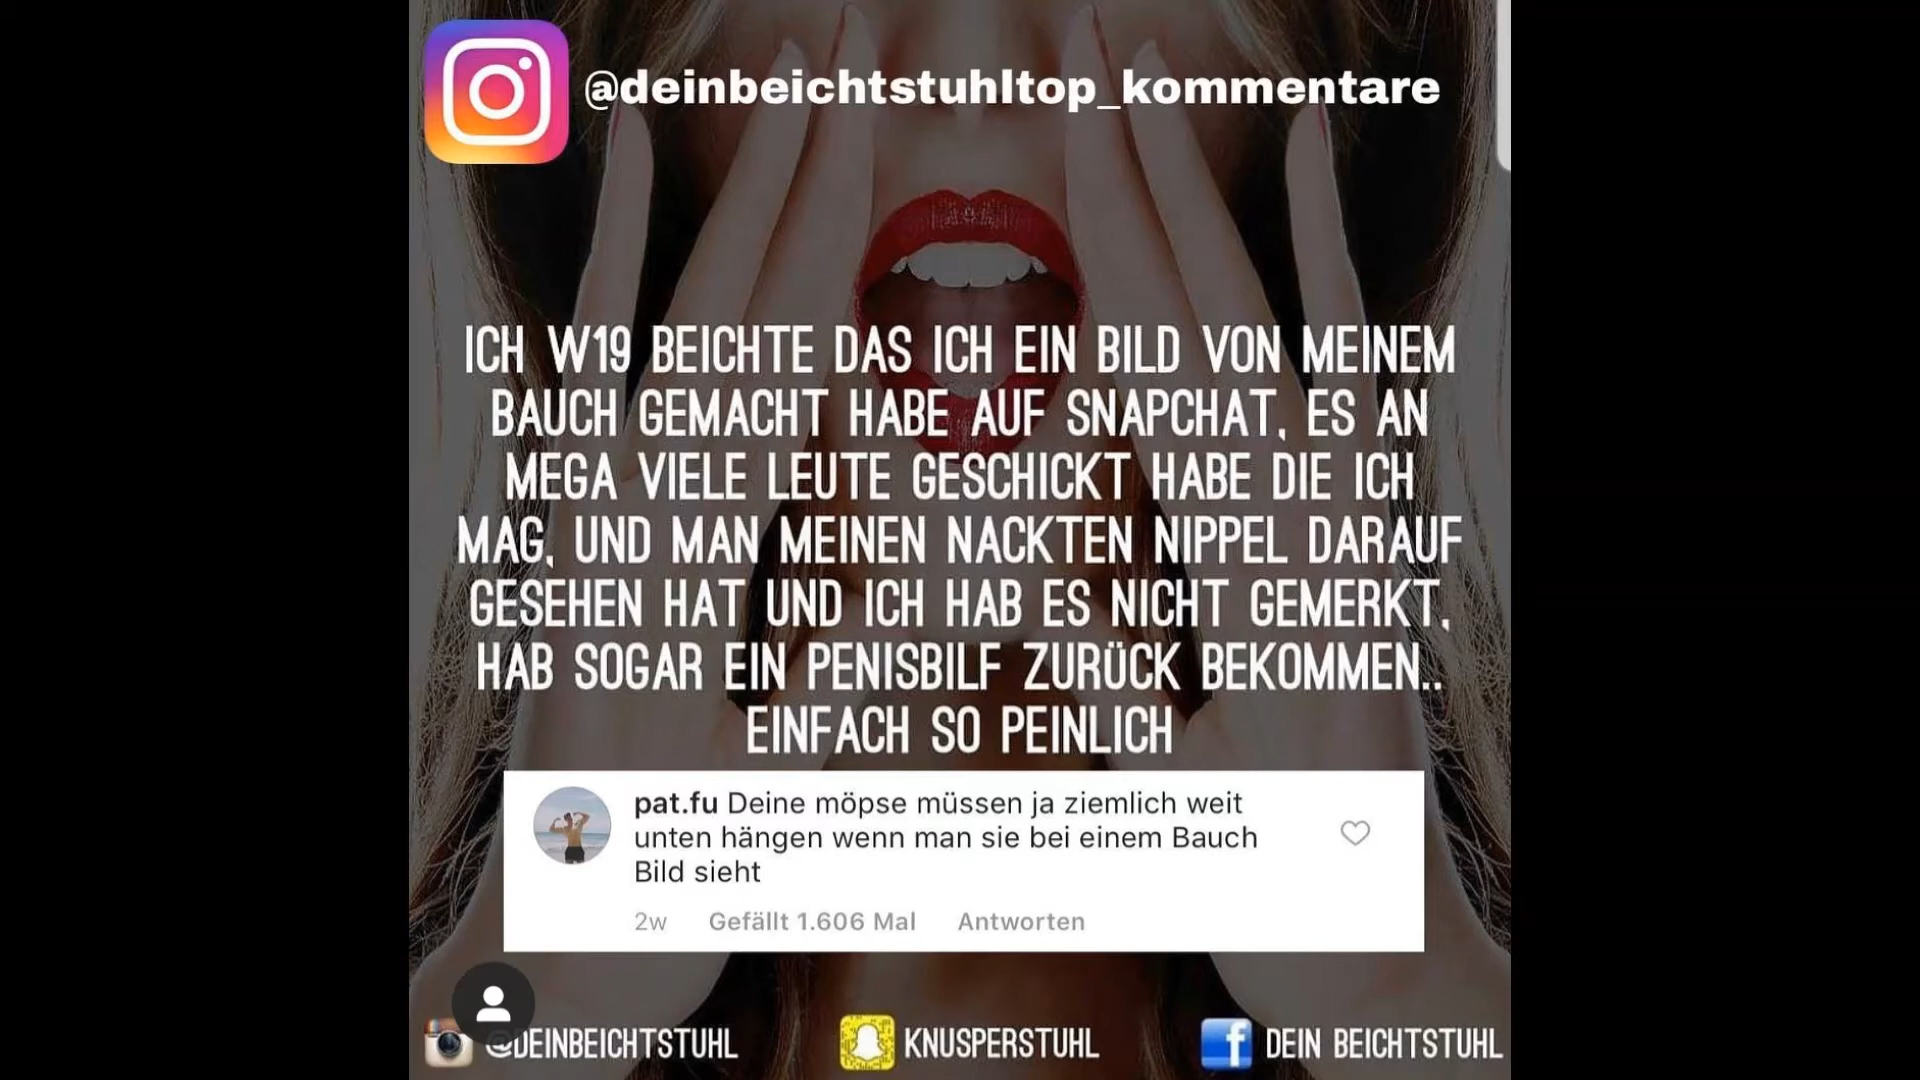 @deinbeichtstuhltop_kommentare
ICH W19 BEICHTE DAS ICH EIN BILD VON MEINEM
BAUCH GEMACHT HABE AUF SNAPCHAT, ES AN
MEGA VIELE LEUTE GESCHICKT HABE DIE ICH
MAG, UND MAN MEINEN NACKTEN NIPPEL DARAUF
GESEHEN HAT UND ICH HAB ES NICHT GEMERKT,
HAB SOGAR EIN PENISBILF ZURÜCK BEKOMMEN..
EINFACH SO PEINLICH
pat.fu Deine möpse müssen ja ziemlich weit
unten hängen wenn man sie bei einem Bauch
Bild sieht
2w Gefällt 1.606 Mal Antworten
@DEINBEICHTSTUHL KNUSPERSTUHL DEIN BEICHTSTUHL